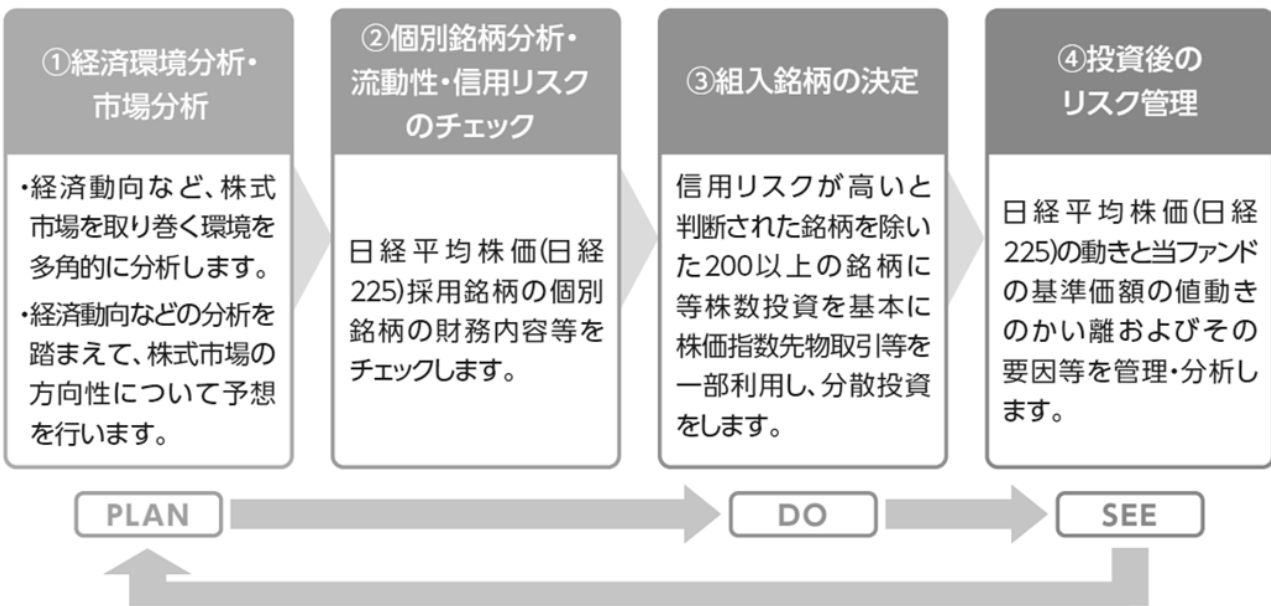 ①経済環境分析・
市場分析
・経済動向など、株式
市場を取り巻く環境を
多角的に分析します。
・経済動向などの分析を
踏まえて、株式市場の
方向性について予想
を行います。
②個別銘柄分析・
流動性・信用リスク
のチェック
日経平均株価(日経
225)採用銘柄の個別
銘柄の財務内容等を
チェックします。
③組入銘柄の決定
信用リスクが高いと
判断された銘柄を除い
た200以上の銘柄に
等株数投資を基本に
株価指数先物取引等を
一部利用し、分散投資
をします。
④投資後の
リスク管理
日経平均株価(日経
225)の動きと当ファンド
の基準価額の値動き
のかい離およびその
要因等を管理・分析し
ます。
PLAN
DO
SEE